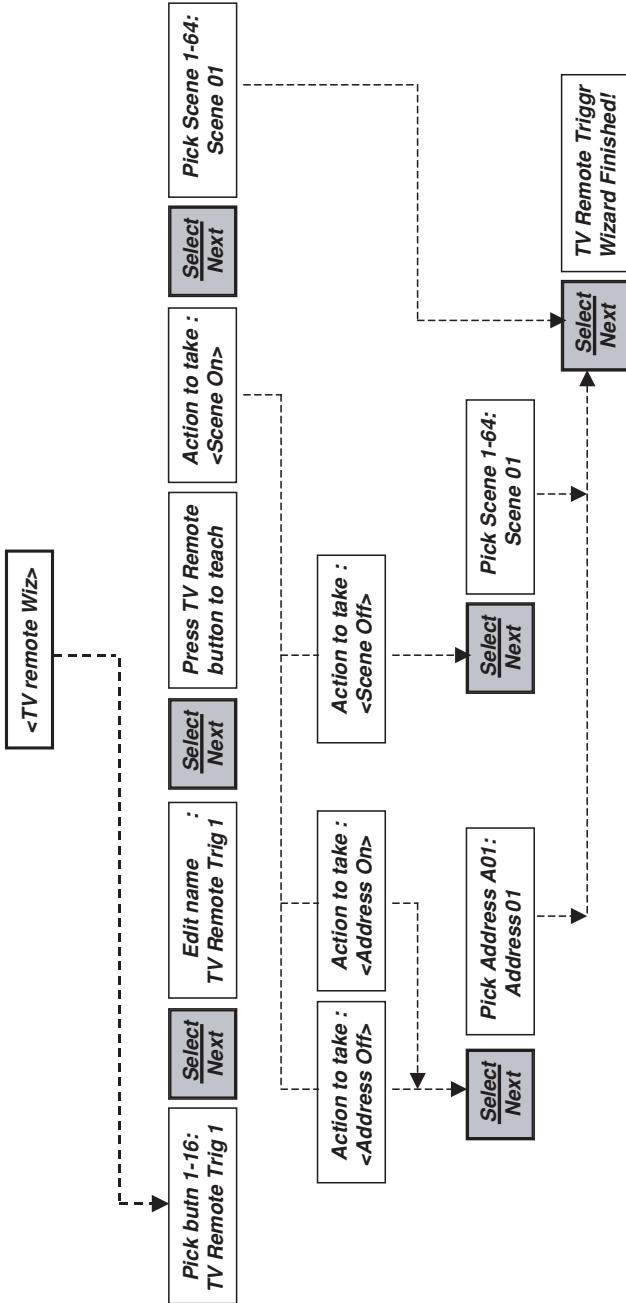 <TV remote Wiz>
Pick butn 1-16:
TV Remote Trig 1
Select
Next
Edit name :
TV Remote Trig 1
Select
Next
Press TV Remote
button to teach
Action to take :
<Scene On>
Select
Next
Pick Scene 1-64:
Scene 01
Action to take :
<Address Off>
Action to take :
<Address On>
Action to take :
<Scene Off>
Select
Next
Pick Address A01:
Address 01
Select
Next
Pick Scene 1-64:
Scene 01
Select
Next
TV Remote Triggr
Wizard Finished!